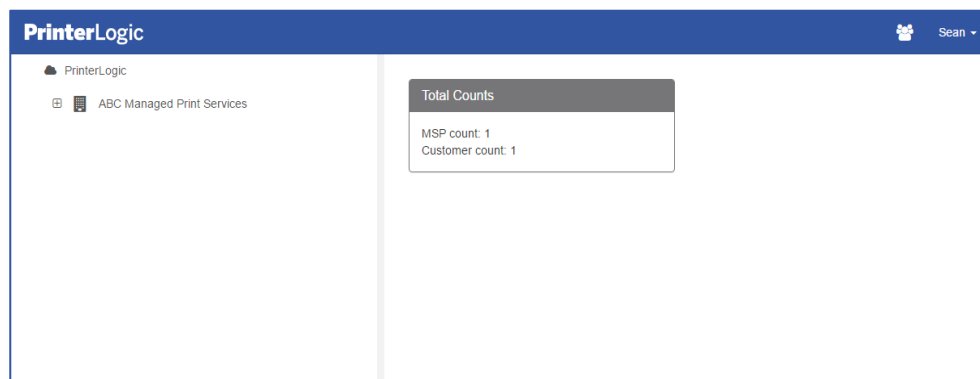 PrinterLogic
Sean
PrinterLogic
ABC Managed Print Services
Total Counts
MSP count: 1
Customer count: 1